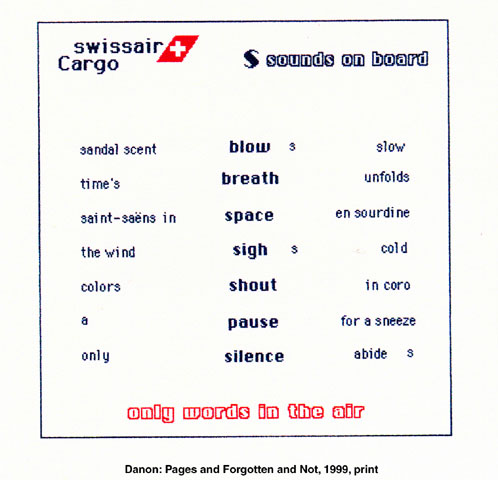 swissair
Cargo
S sounds on board
sandal scent blow s slow
time's breath unfolds
saint-saëns in space en sourdine
the wind sigh s cold
colors shout in coro
a pause for a sneeze
only silence abide s
only words in the air
Danon: Pages and Forgotten and Not, 1999, print